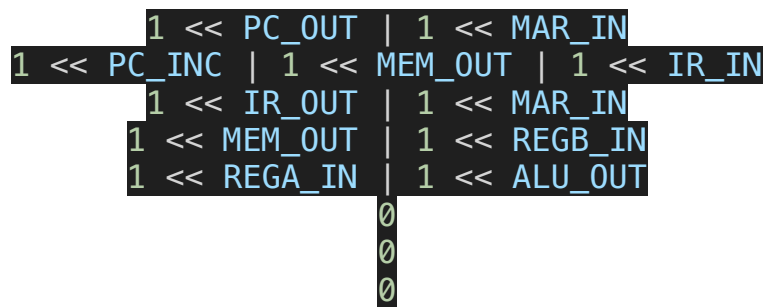 1 << PC_OUT | 1 << MAR_IN
1 << PC_INC | 1 << MEM_OUT | 1 << IR_IN
1 << IR_OUT | 1 << MAR_IN
1 << MEM_OUT | 1 << REGB_IN
1 << REGA_IN | 1 << ALU_OUT
0
0
0